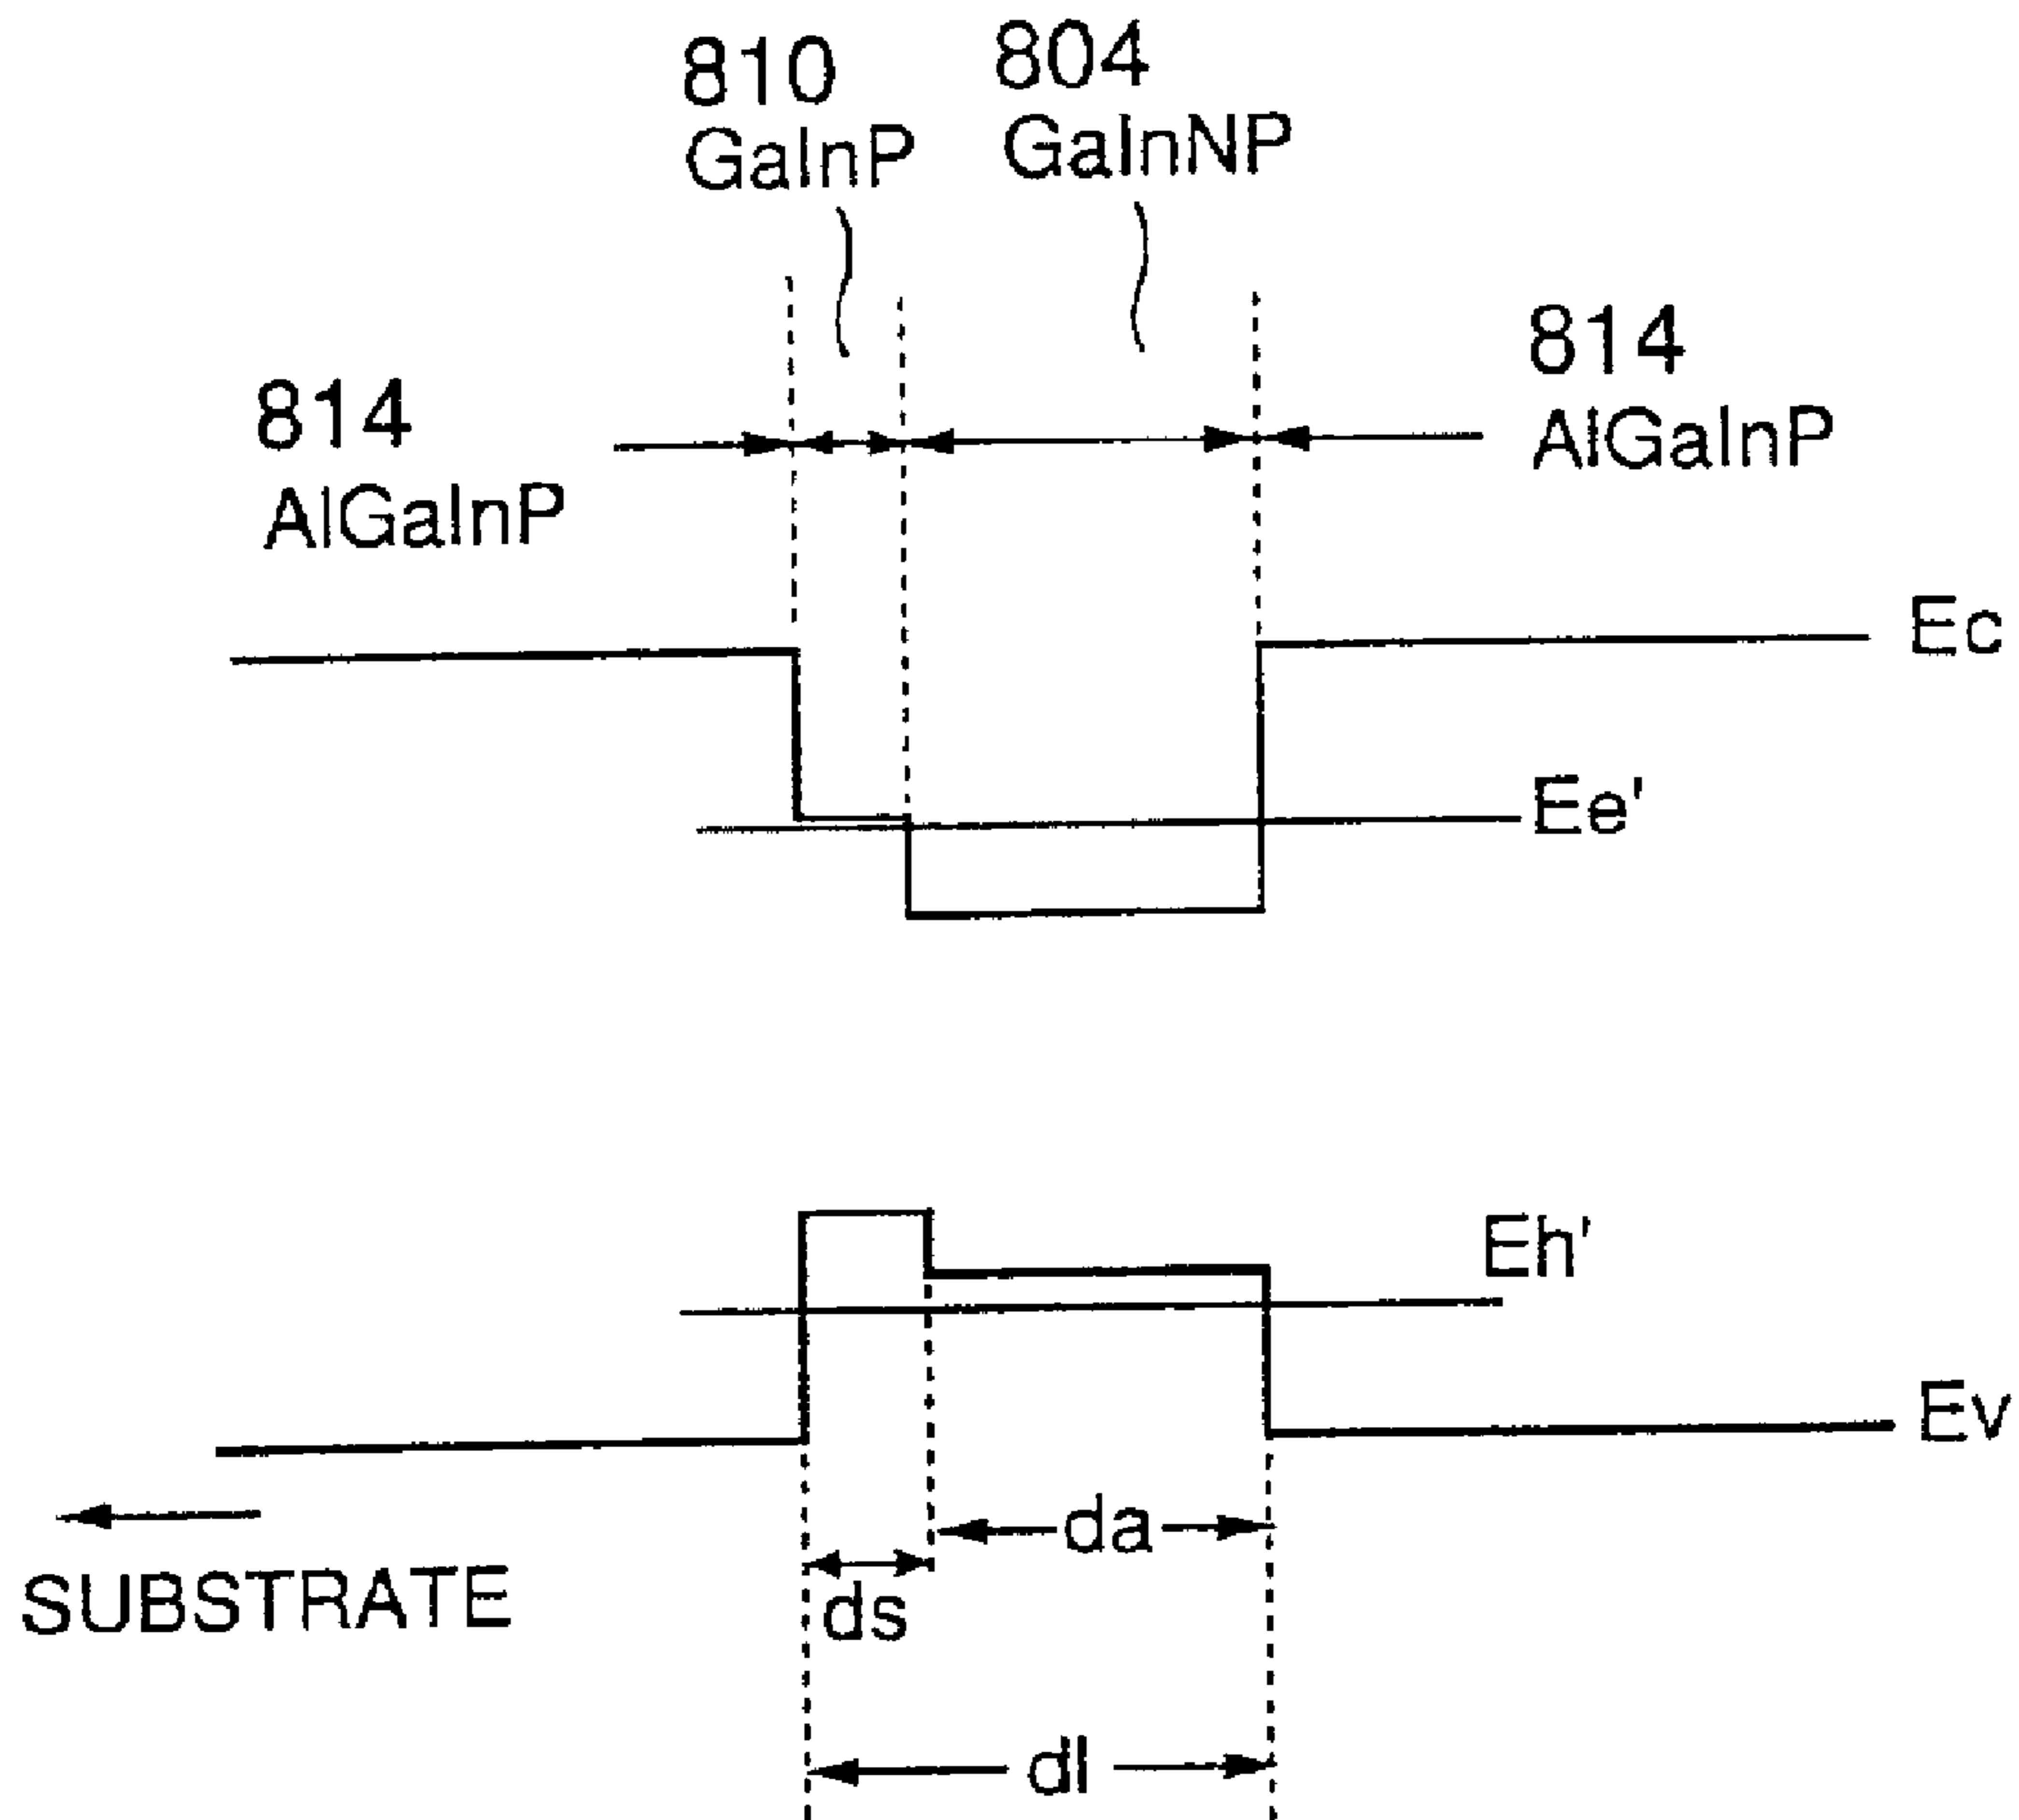 810
GaInP
804
GaInNP
814
AlGaInP
814
AlGaInP
Ec
Ee'
Eh'
Ev
da
ds
SUBSTRATE
dl